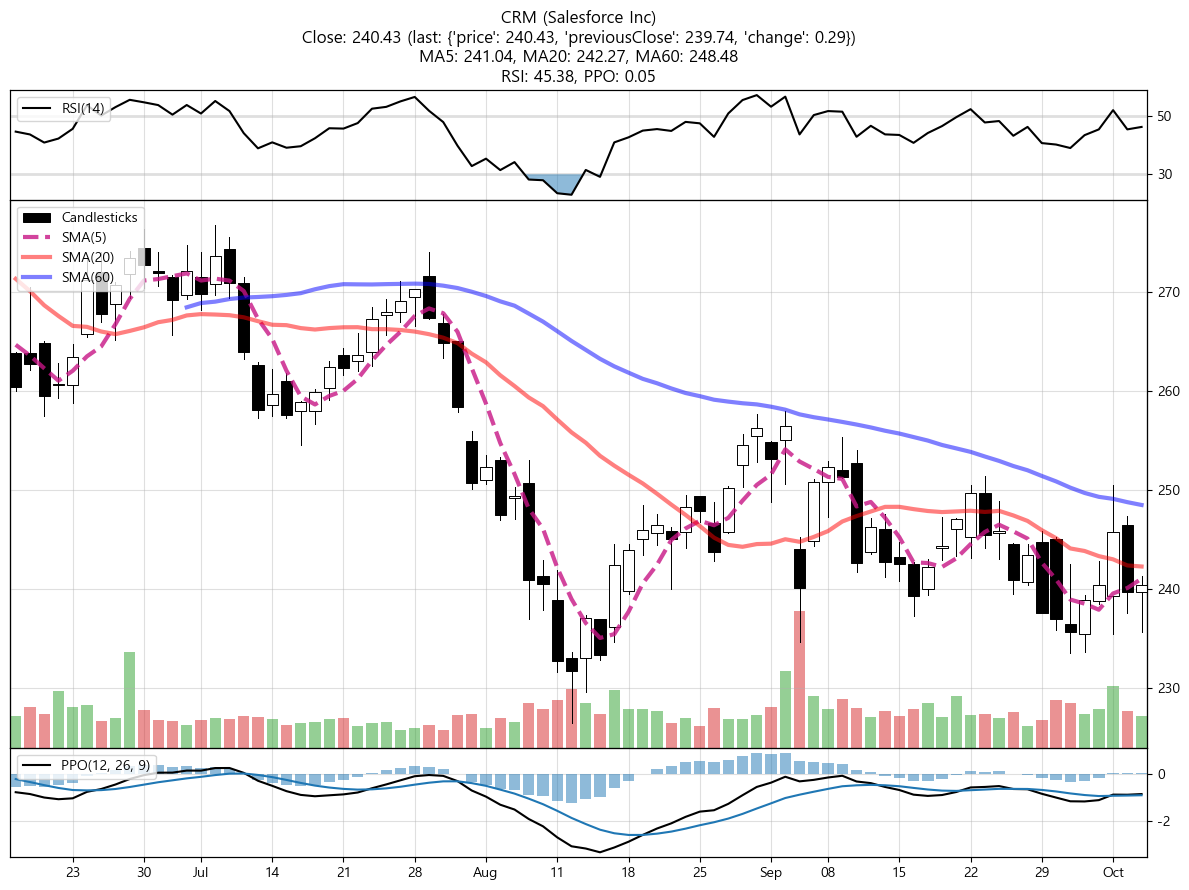 CRM (Salesforce Inc)
Close: 240.43 (last: {'price': 240.43, 'previousClose': 239.74, 'change': 0.29})
MA5: 241.04, MA20: 242.27, MA60: 248.48
RSI: 45.38, PPO: 0.05
RSI(14)
50
30
Candlesticks
SMA(5)
SMA(20)
SMA(60)
270
260
250
240
230
PPO(12, 26, 9)
0
-2
23 30 Jul 14 21 28 Aug 11 18 25 Sep 08 15 22 29 Oct